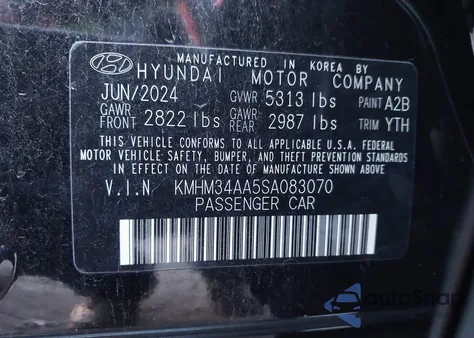 MANUFACTURED IN KOREA BY
HYUNDAI MOTOR COMPANY
JUN/2024 GVWR 5313 lbs PAINT A2B
GAWR FRONT 2822 lbs GAWR REAR 2987 lbs TRIM YTH
THIS VEHICLE CONFORMS TO ALL APPLICABLE U.S.A. FEDERAL
MOTOR VEHICLE SAFETY, BUMPER, AND THEFT PREVENTION STANDARDS
IN EFFECT ON THE DATE OF MANUFACTURE SHOWN ABOVE.
V.I.N KMHM34AA5SA083070
PASSENGER CAR
autoSnap